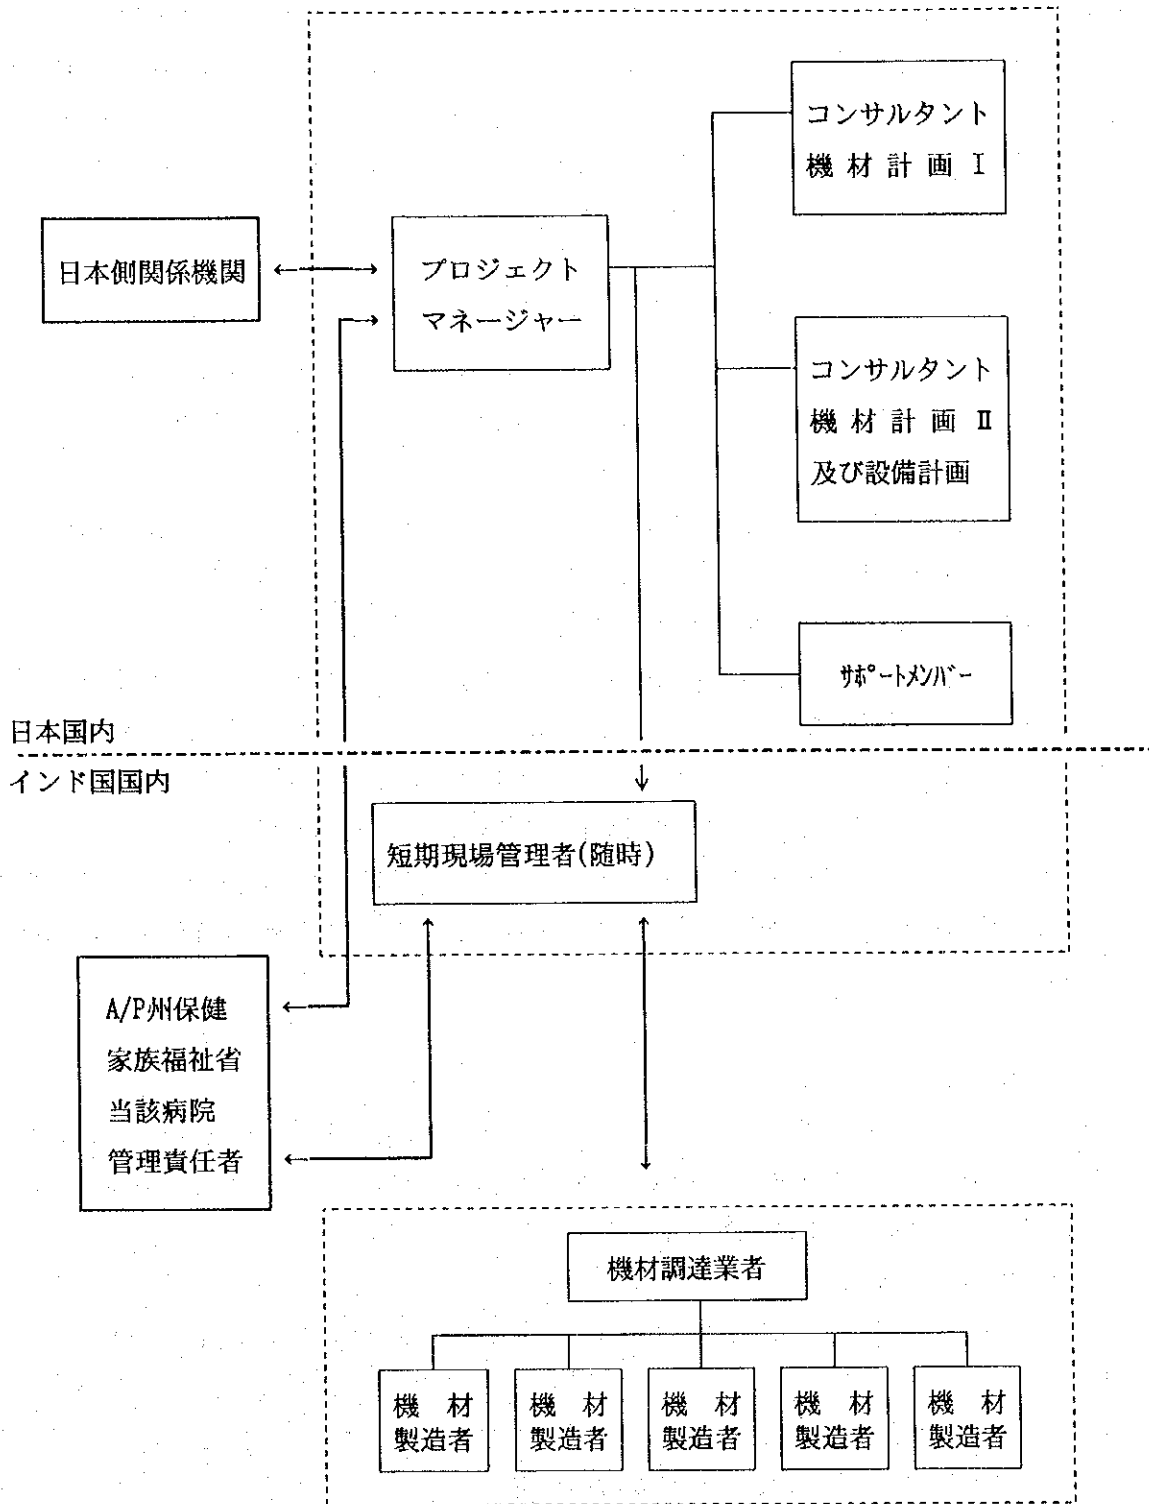 コンサルタント
機材計画Ⅰ
日本側関係機関
プロジェクト
マネージャー
コンサルタント
機材計画Ⅱ
及び設備計画
サポートメンバー
日本国内
インド国国内
短期現場管理者(随時)
A/P州保健
家族福祉省
当該病院
管理責任者
機材調達業者
機材
製造者
機材
製造者
機材
製造者
機材
製造者
機材
製造者